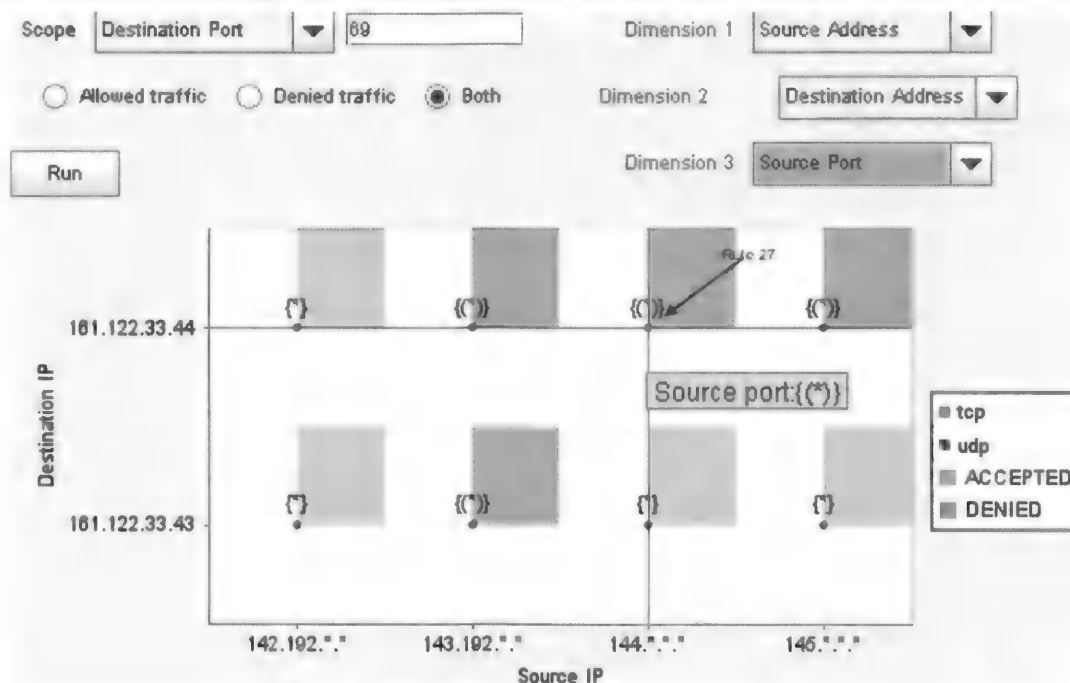 Scope Destination Port 69 Dimension 1 Source Address
Allowed traffic Denied traffic Both Dimension 2 Destination Address
Run Dimension 3 Source Port
Rule 27
{*} {(*)} {(*)} {(*)}
161.122.33.44
Source port:{(*)}
Destination IP
tcp
udp
ACCEPTED
DENIED
{*} {(*)} {*} {*}
161.122.33.43
142.192.*.* 143.192.*.* 144.*.*.* 145.*.*.*
Source IP